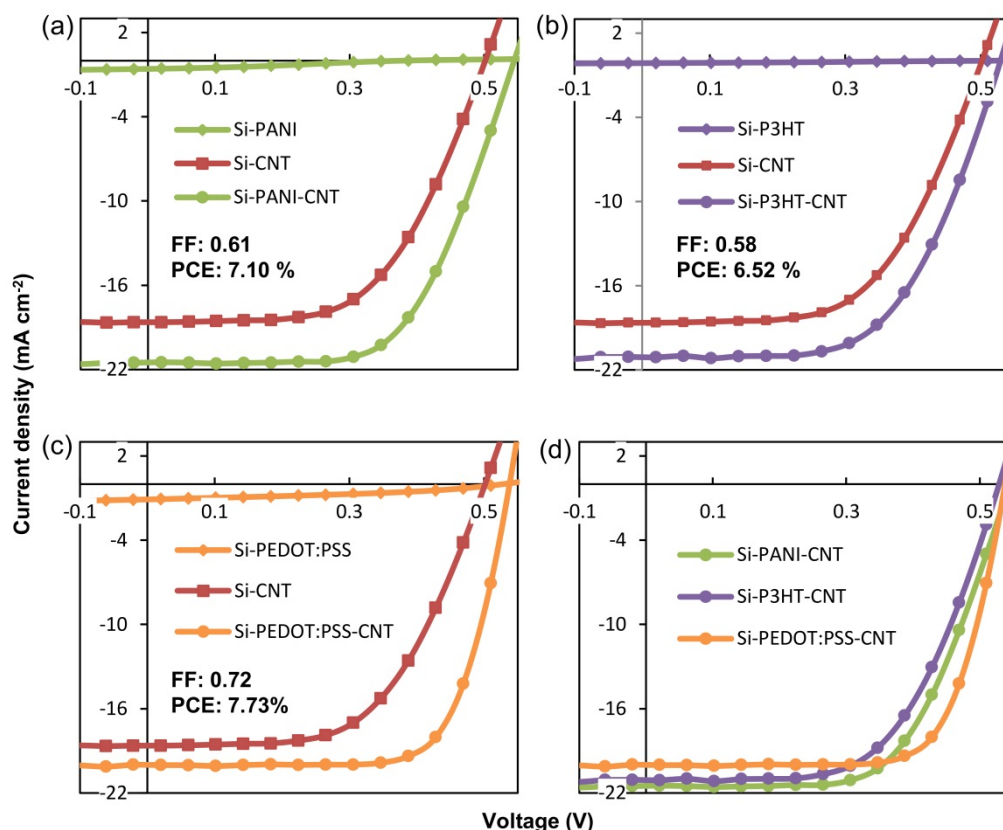 (a)
2
-0.1
0.1
0.3
0.5
-4
Si-PANI
Si-CNT
Si-PANI-CNT
-10
FF: 0.61
PCE: 7.10 %
-16
-22
(b)
2
-0.1
0.1
0.3
0.5
-4
Si-P3HT
Si-CNT
Si-P3HT-CNT
-10
FF: 0.58
PCE: 6.52 %
-16
-22
Current density (mA cm-2)
(c)
2
-0.1
0.1
0.3
0.5
-4
Si-PEDOT:PSS
Si-CNT
-10
Si-PEDOT:PSS-CNT
FF: 0.72
PCE: 7.73%
-16
-22
(d)
2
-0.1
0.1
0.3
0.5
-4
Si-PANI-CNT
Si-P3HT-CNT
-10
Si-PEDOT:PSS-CNT
-16
-22
Voltage (V)